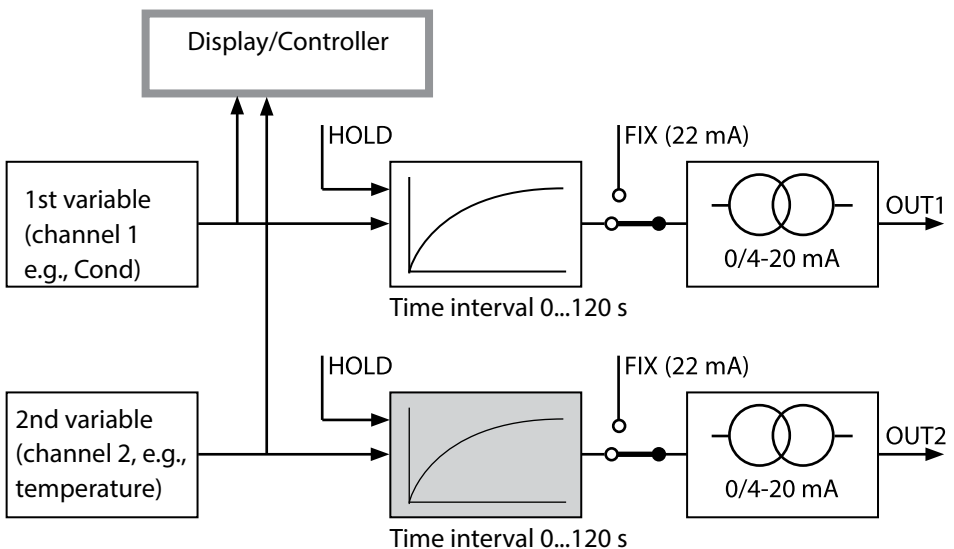 Display/Controller
HOLD
FIX (22 mA)
1st variable
(channel 1
e.g., Cond)
OUT1
0/4-20 mA
Time interval 0...120 s
HOLD
FIX (22 mA)
2nd variable
(channel 2, e.g.,
temperature)
OUT2
0/4-20 mA
Time interval 0...120 s